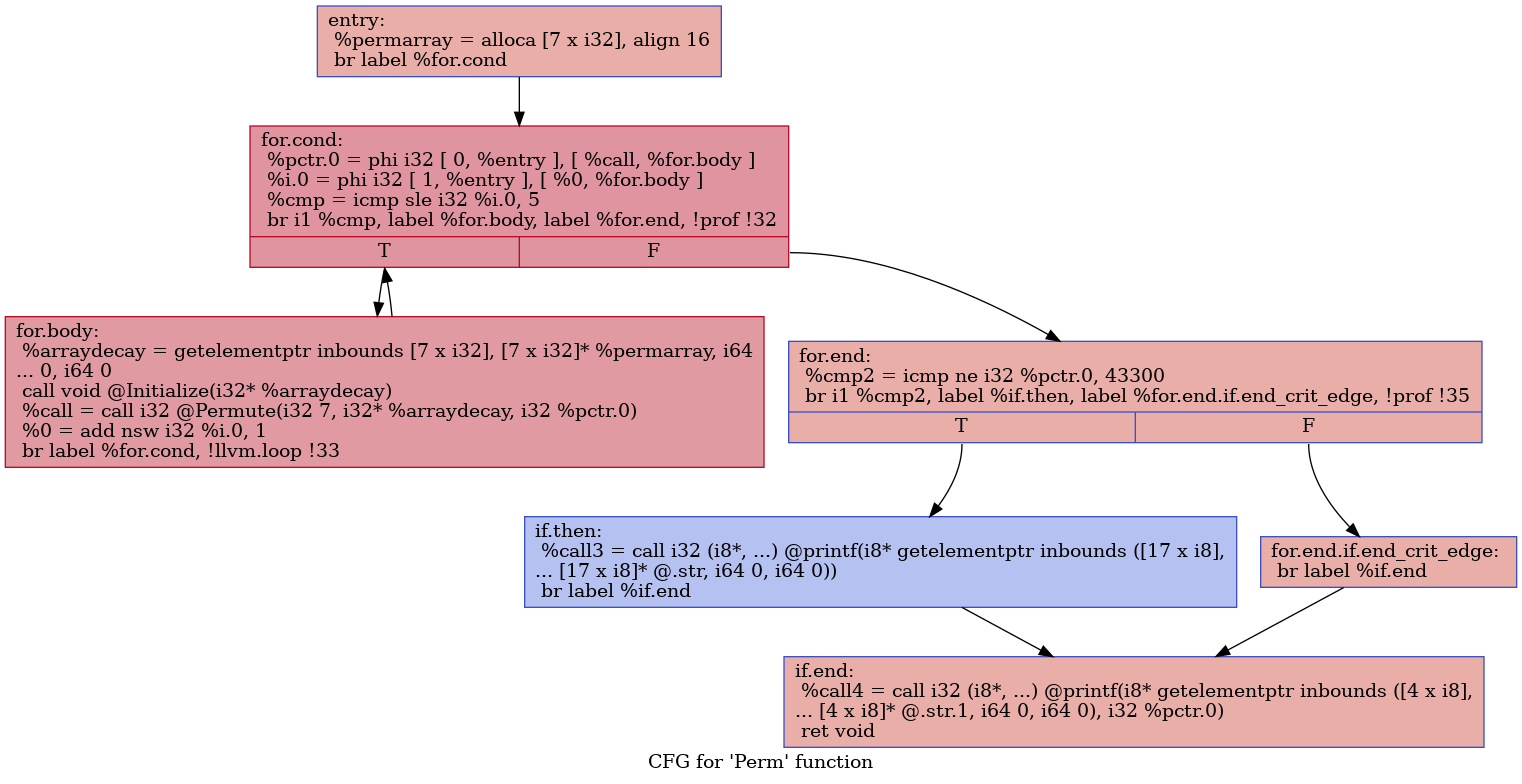 entry:
%permarray = alloca [7 x i32], align 16
br label %for.cond
for.cond:
%pctr.0 = phi i32 [ 0, %entry ], [ %call, %for.body ]
%i.0 = phi i32 [ 1, %entry ], [ %0, %for.body ]
%cmp = icmp sle i32 %i.0, 5
br i1 %cmp, label %for.body, label %for.end, !prof !32
T
F
for.body:
%arraydecay = getelementptr inbounds [7 x i32], [7 x i32]* %permarray, i64
... 0, i64 0
call void @Initialize(i32* %arraydecay)
%call = call i32 @Permute(i32 7, i32* %arraydecay, i32 %pctr.0)
%0 = add nsw i32 %i.0, 1
br label %for.cond, !llvm.loop !33
for.end:
%cmp2 = icmp ne i32 %pctr.0, 43300
br i1 %cmp2, label %if.then, label %for.end.if.end_crit_edge, !prof !35
T
F
if.then:
%call3 = call i32 (i8*, ...) @printf(i8* getelementptr inbounds ([17 x i8],
... [17 x i8]* @.str, i64 0, i64 0))
br label %if.end
for.end.if.end_crit_edge:
br label %if.end
if.end:
%call4 = call i32 (i8*, ...) @printf(i8* getelementptr inbounds ([4 x i8],
... [4 x i8]* @.str.1, i64 0, i64 0), i32 %pctr.0)
ret void
CFG for 'Perm' function